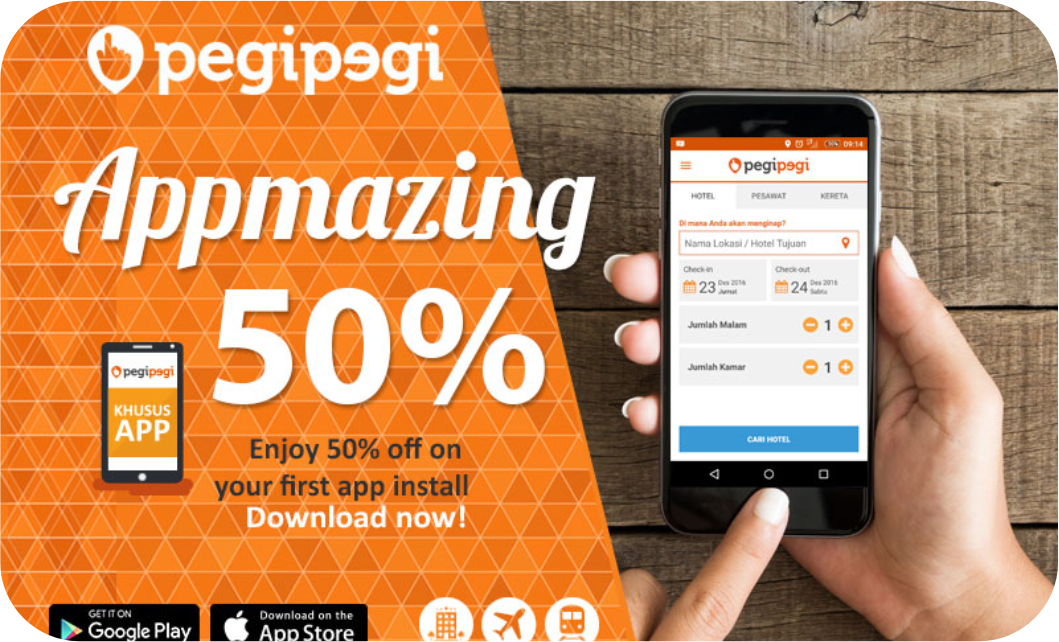 pegipegi
Appmazing
50%
pegipegi
KHUSUS
APP
Enjoy 50% off on
your first app install
Download now!
GET IT ON
Google Play
Download on the
App Store
09:14
pegipegi
HOTEL PESAWAT KERETA
Di mana Anda akan menginap?
Nama Lokasi / Hotel Tujuan
Check-in Check-out
23 Des 2016 Jumat 24 Des 2016 Sabtu
Jumlah Malam 1
Jumlah Kamar 1
CARI HOTEL